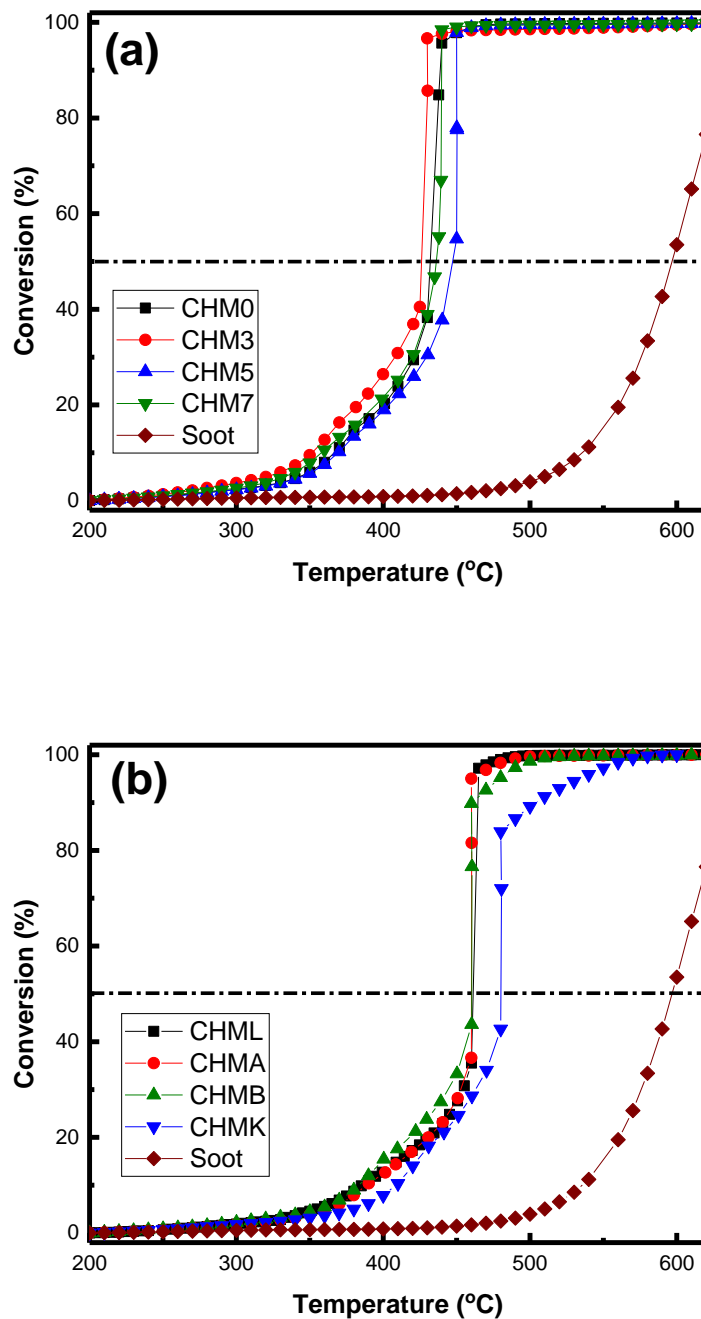 (a)
100
80
60
40
20
0
Conversion (%)
CHM0
CHM3
CHM5
CHM7
Soot
200
300
400
500
600
Temperature (°C)
(b)
100
80
60
40
20
0
Conversion (%)
CHML
CHMA
CHMB
CHMK
Soot
200
300
400
500
600
Temperature (°C)